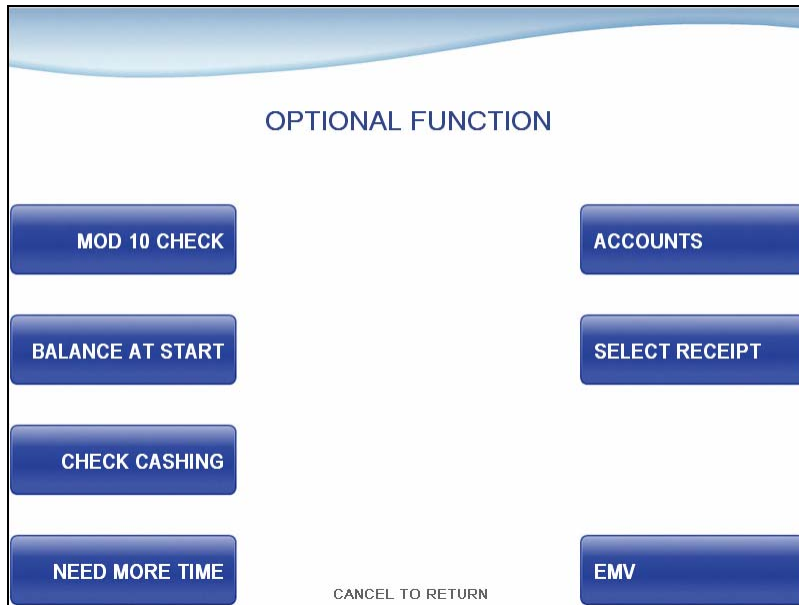 OPTIONAL FUNCTION
MOD 10 CHECK
ACCOUNTS
BALANCE AT START
SELECT RECEIPT
CHECK CASHING
NEED MORE TIME
EMV
CANCEL TO RETURN